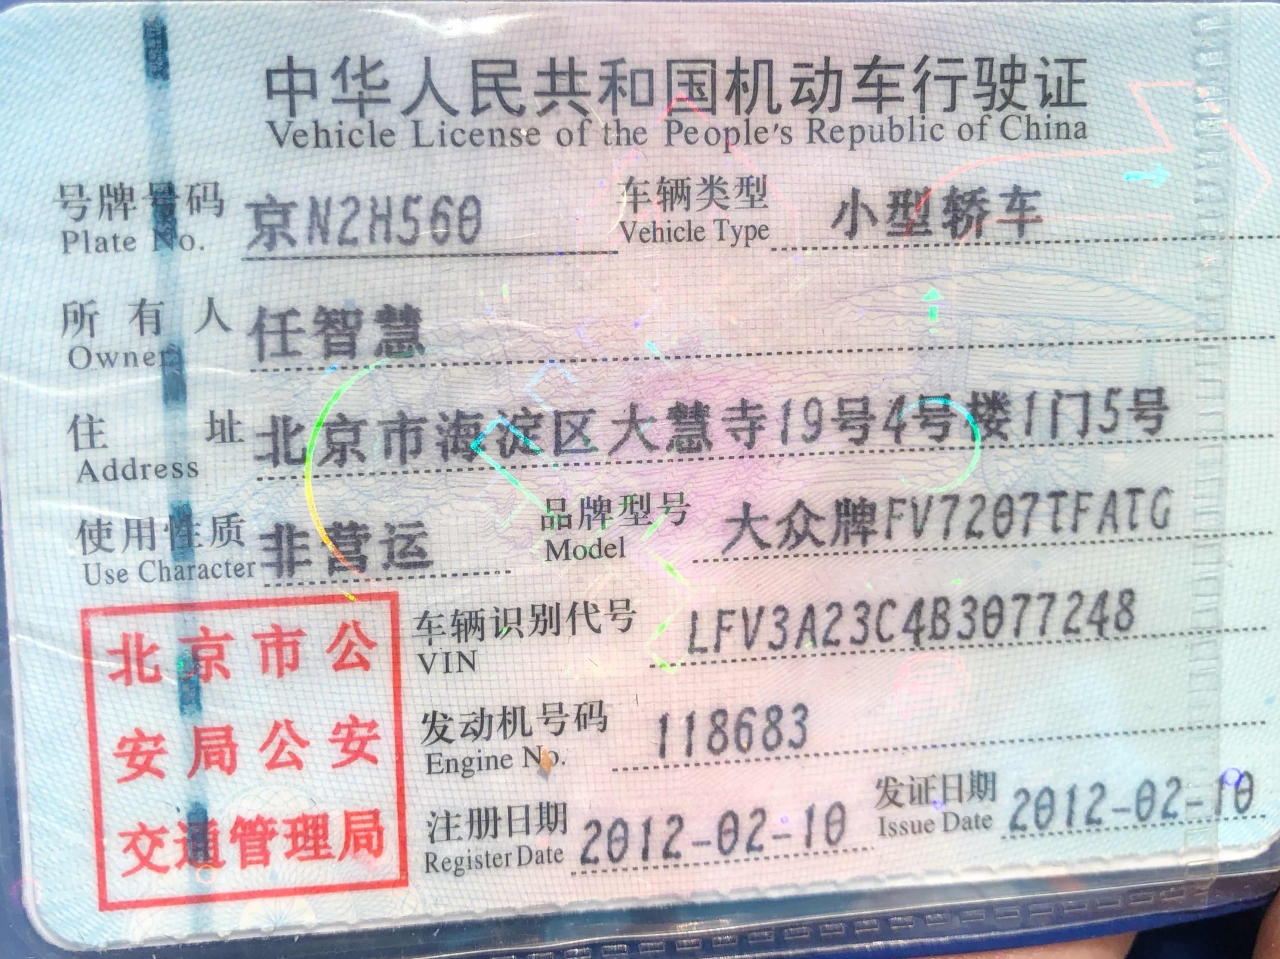 中华人民共和国机动车行驶证
Vehicle License of the People's Republic of China
号牌号码 京N2H560 车辆类型 小型轿车
Plate No. Vehicle Type
所有人 任智慧
Owner
住址 北京市海淀区大慧寺19号4号楼1门5号
Address
使用性质 非营运 品牌型号 大众牌FV7207TFATG
Use Character Model
车辆识别代号 LFV3A23C4B3077248
VIN
发动机号码 118683
Engine No.
注册日期 2012-02-10 发证日期 2012-02-10
Register Date Issue Date
北京市公
安局公安
交通管理局